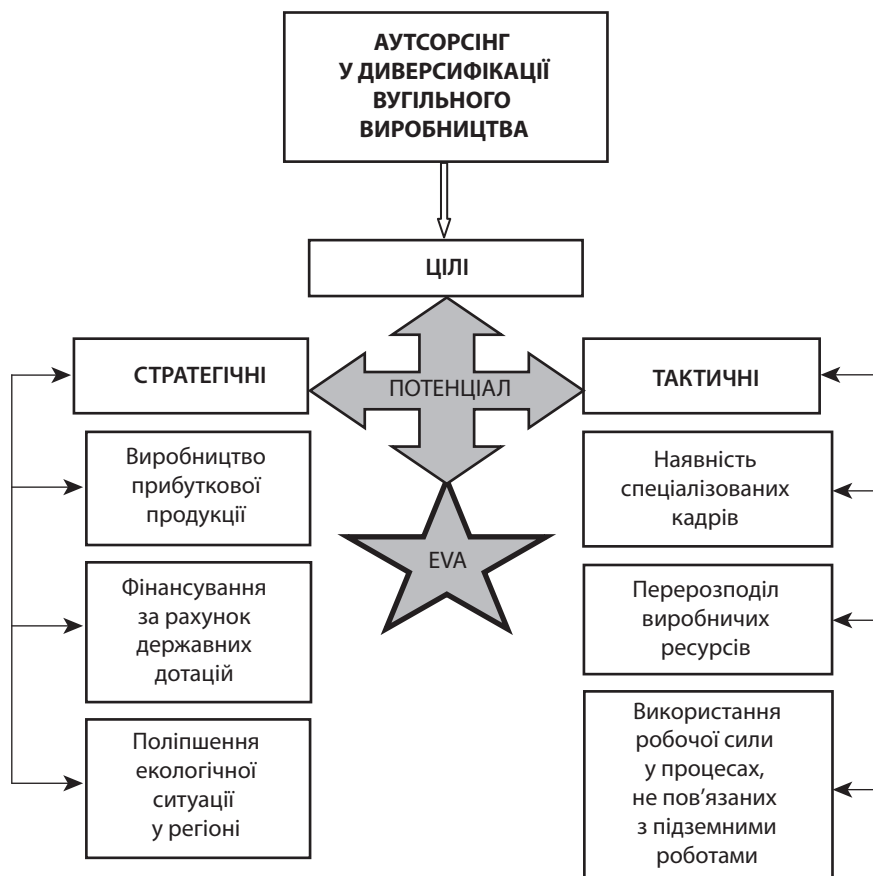 АУТСОРСІНГ
У ДИВЕРСИФІКАЦІЇ
ВУГІЛЬНОГО
ВИРОБНИЦТВА
ЦІЛІ
СТРАТЕГІЧНІ
ПОТЕНЦІАЛ
ТАКТИЧНІ
Виробництво
прибуткової
продукції
Фінансування
за рахунок
державних
дотацій
Поліпшення
екологічної
ситуації
у регіоні
EVA
Наявність
спеціалізованих
кадрів
Перерозподіл
виробничих
ресурсів
Використання
робочої сили
у процесах,
не пов’язаних
з підземними
роботами